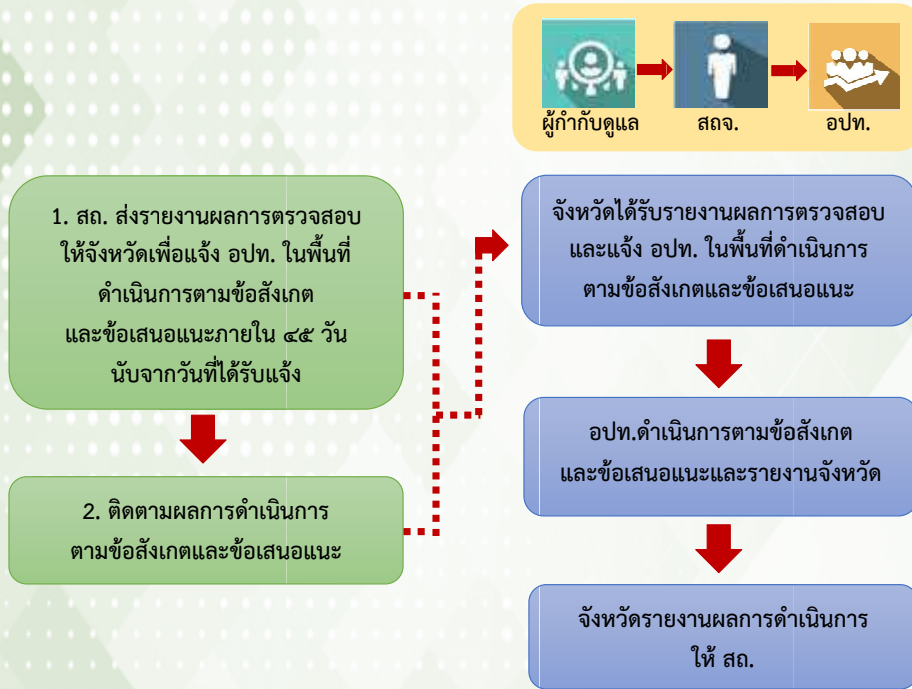 ผู้กำกับดูแล
สถจ.
อปท.
1. สถ. ส่งรายงานผลการตรวจสอบ
ให้จังหวัดเพื่อแจ้ง อปท. ในพื้นที่
ดำเนินการตามข้อสังเกต
และข้อเสนอแนะภายใน ๔๕ วัน
นับจากวันที่ได้รับแจ้ง
2. ติดตามผลการดำเนินการ
ตามข้อสังเกตและข้อเสนอแนะ
จังหวัดได้รับรายงานผลการตรวจสอบ
และแจ้ง อปท. ในพื้นที่ดำเนินการ
ตามข้อสังเกตและข้อเสนอแนะ
อปท.ดำเนินการตามข้อสังเกต
และข้อเสนอแนะและรายงานจังหวัด
จังหวัดรายงานผลการดำเนินการ
ให้ สถ.